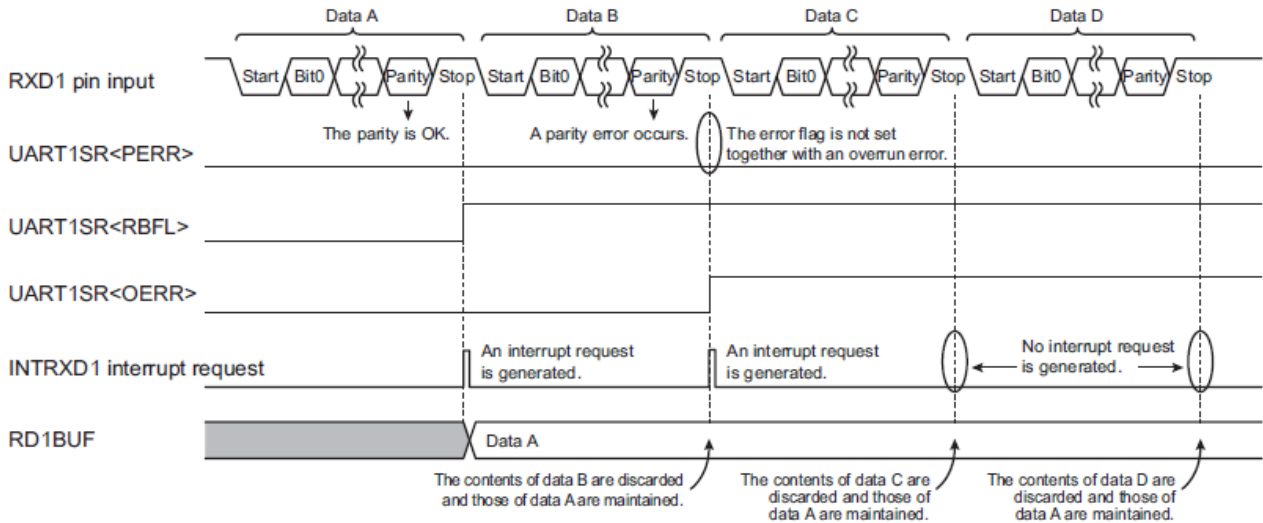 Data A
Data B
Data C
Data D
RXD1 pin input
Start Bit0 Parity Stop Start Bit0 Parity Stop Start Bit0 Parity Stop Start Bit0 Parity Stop
The parity is OK.
A parity error occurs.
The error flag is not set
together with an overrun error.
UART1SR<PERR>
UART1SR<RBFL>
UART1SR<OERR>
INTRXD1 interrupt request
An interrupt request
is generated.
An interrupt request
is generated.
No interrupt request
is generated.
RD1BUF
Data A
The contents of data B are discarded
and those of data A are maintained.
The contents of data C are
discarded and those of
data A are maintained.
The contents of data D are
discarded and those of
data A are maintained.